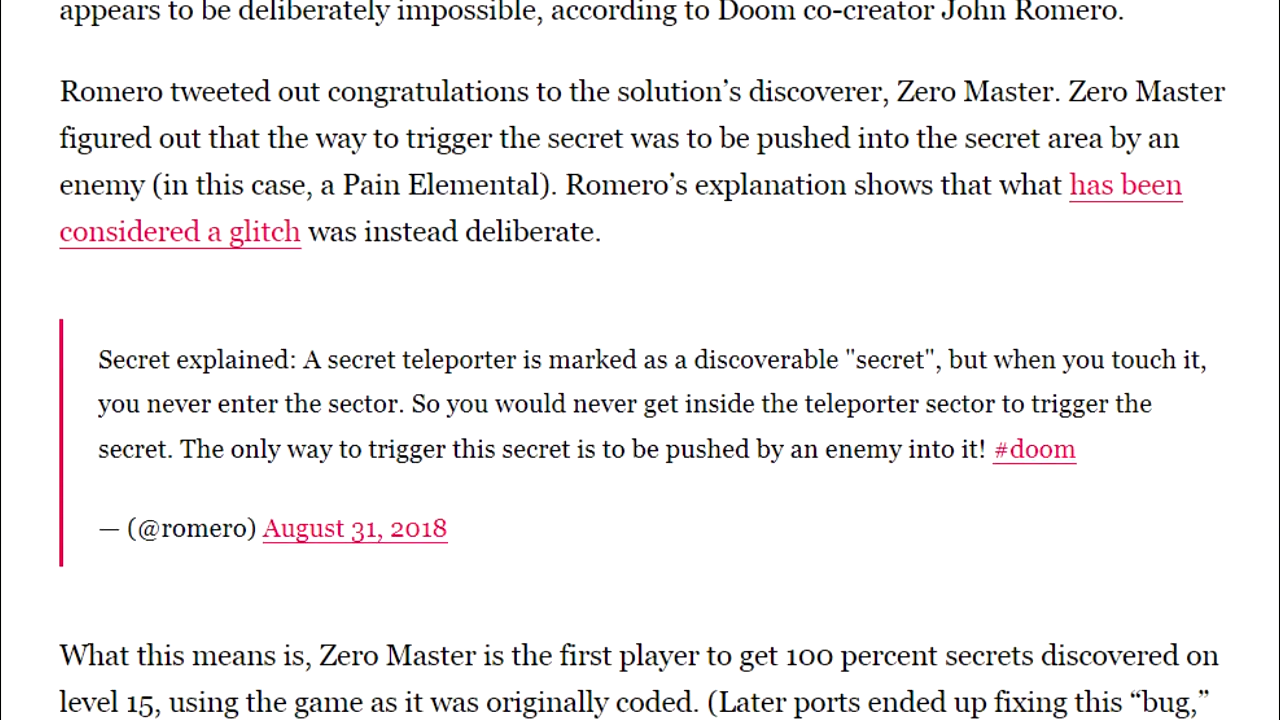 appears to be deliberately impossible, according to Doom co-creator John Romero.
Romero tweeted out congratulations to the solution’s discoverer, Zero Master. Zero Master
figured out that the way to trigger the secret was to be pushed into the secret area by an
enemy (in this case, a Pain Elemental). Romero’s explanation shows that what has been
considered a glitch was instead deliberate.
Secret explained: A secret teleporter is marked as a discoverable "secret", but when you touch it,
you never enter the sector. So you would never get inside the teleporter sector to trigger the
secret. The only way to trigger this secret is to be pushed by an enemy into it! #doom
— (@romero) August 31, 2018
What this means is, Zero Master is the first player to get 100 percent secrets discovered on
level 15, using the game as it was originally coded. (Later ports ended up fixing this “bug,”